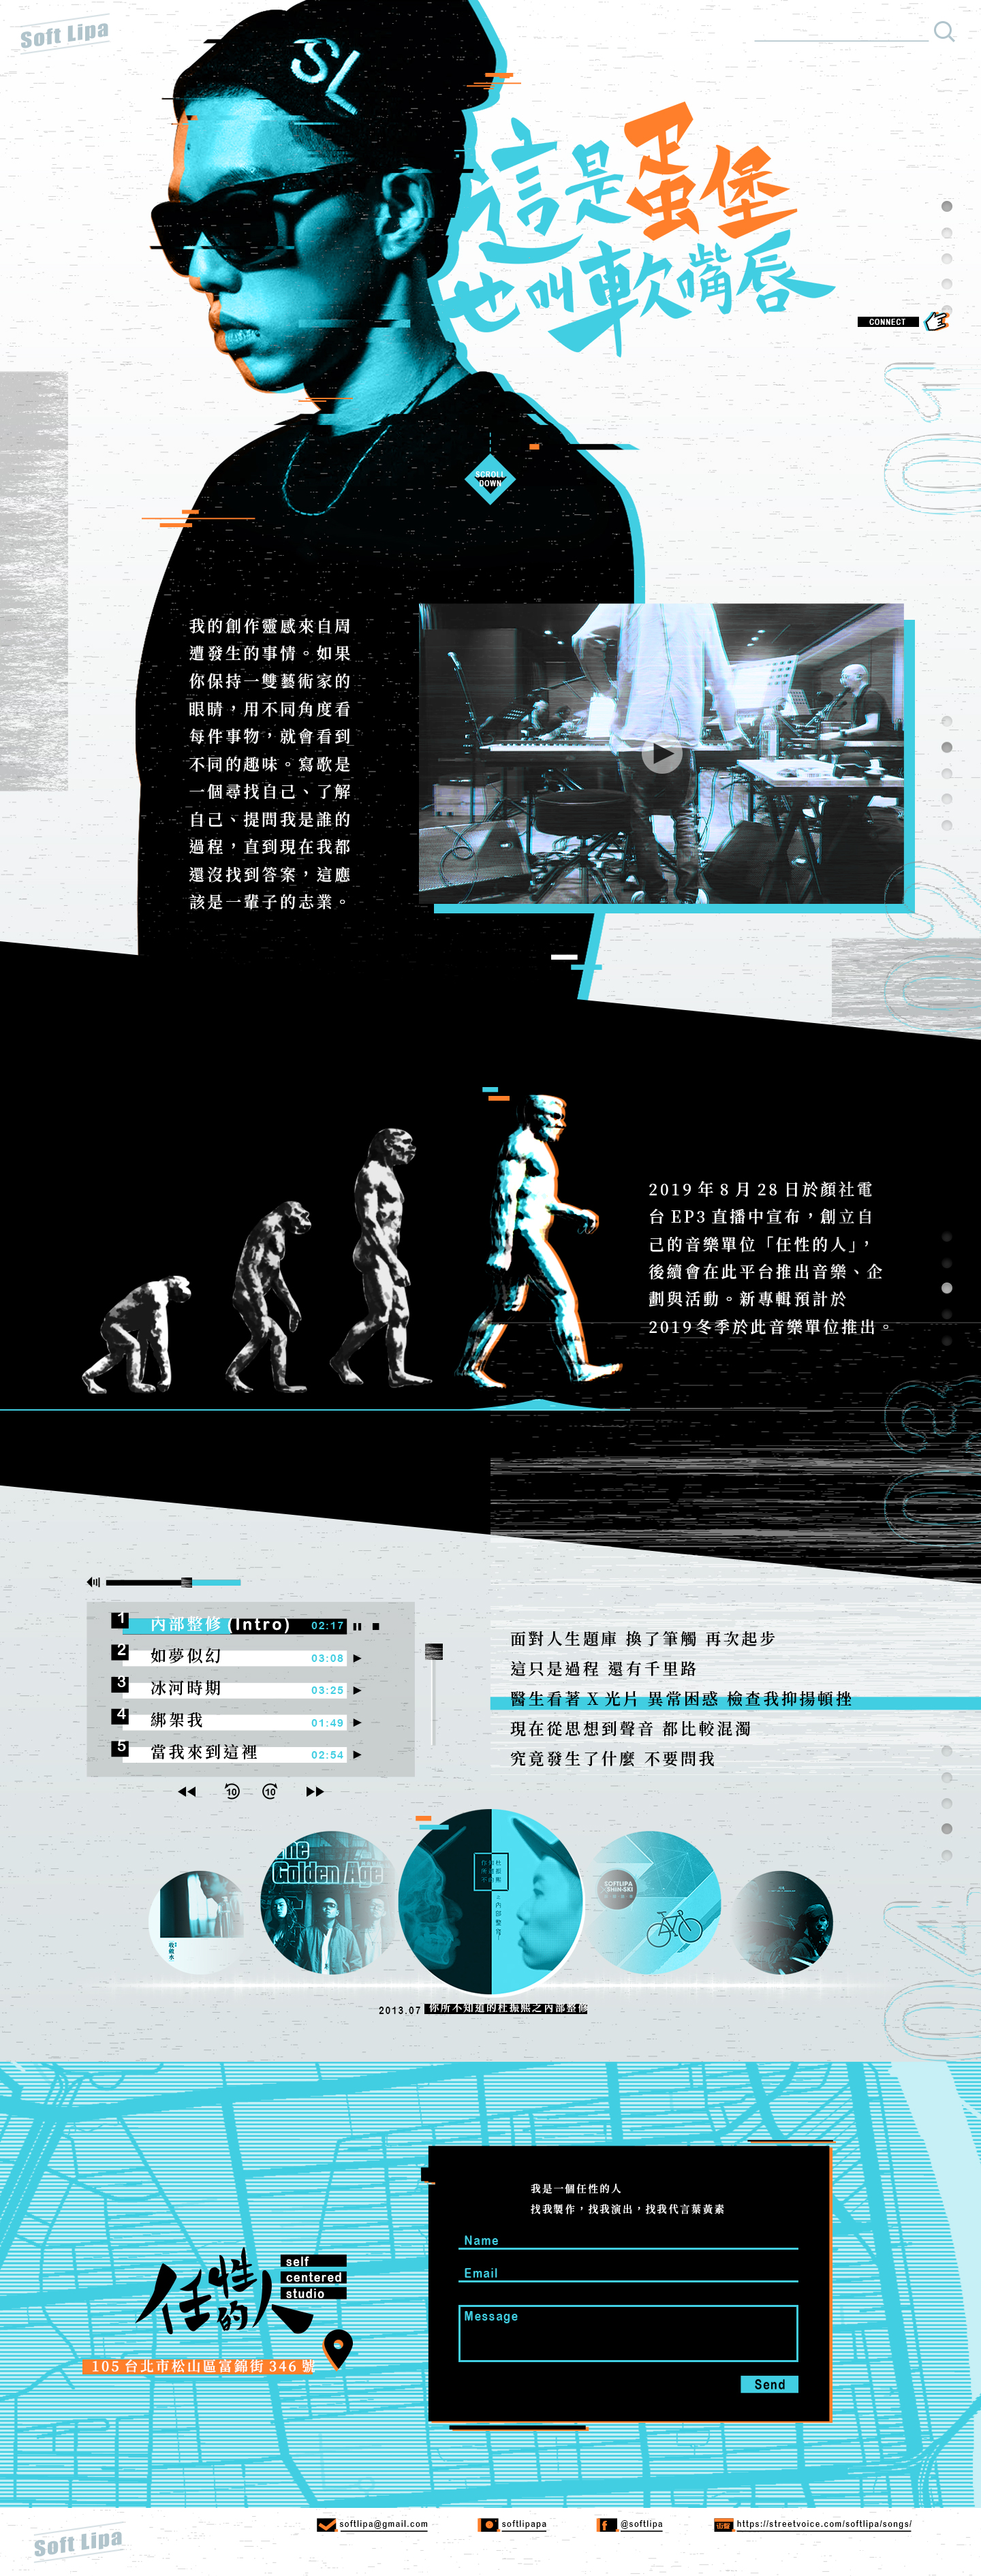 Soft Lipa
SL
這是蛋堡
也叫軟嘴唇
CONNECT
01
SCROLL
DOWN
我的創作靈感來自周
遭發生的事情。如果
你保持一雙藝術家的
眼睛，用不同角度看
每件事物，就會看到
不同的趣味。寫歌是
一個尋找自己、了解
自己、提問我是誰的
過程，直到現在我都
還沒找到答案，這應
該是一輩子的志業。
02
2019 年 8 月 28 日於顏社電
台 EP3 直播中宣布，創立自
己的音樂單位「任性的人」，
後續會在此平台推出音樂、企
劃與活動。新專輯預計於
2019 冬季於此音樂單位推出。
03
1 內部整修 (Intro) 02:17
2 如夢似幻 03:08
3 冰河時期 03:25
4 綁架我 01:49
5 當我來到這裡 02:54
10 10
面對人生題庫 換了筆觸 再次起步
這只是過程 還有千里路
醫生看著 X 光片 異常困惑 檢查我抑揚頓挫
現在從思想到聲音 都比較混濁
究竟發生了什麼 不要問我
收斂水
The
Golden Age
SOFTLIPA
SHIN-SKI
2013.07 你所不知道的杜振熙之內部整修
04
任性的人
self
centered
studio
105 台北市松山區富錦街 346 號
我是一個任性的人
找我製作，找我演出，找我代言葉黃素
Name
Email
Message
Send
Soft Lipa
softlipa@gmail.com
softlipapa
@softlipa
街聲 https://streetvoice.com/softlipa/songs/